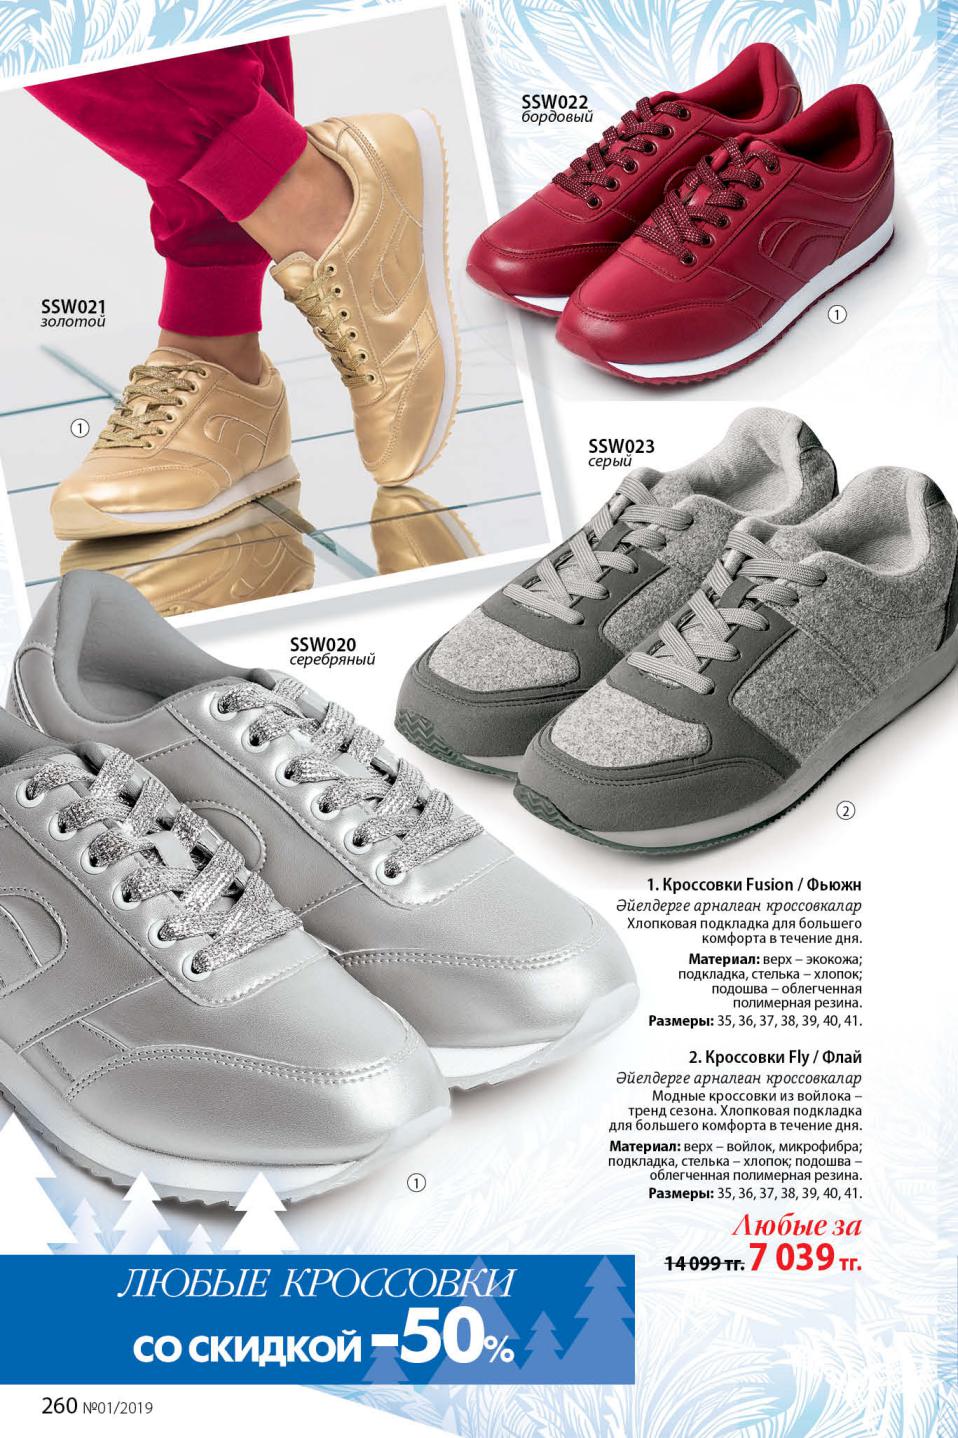 SSW022
бордовый
1
SSW021
золотой
1
SSW023
серый
2
SSW020
серебряный
1
1. Кроссовки Fusion / Фьюжн
Әйелдерге арналған кроссовкалар
Хлопковая подкладка для большего
комфорта в течение дня.
Материал: верх – экокожа;
подкладка, стелька – хлопок;
подошва – облегченная
полимерная резина.
Размеры: 35, 36, 37, 38, 39, 40, 41.
2. Кроссовки Fly / Флай
Әйелдерге арналған кроссовкалар
Модные кроссовки из войлока –
тренд сезона. Хлопковая подкладка
для большего комфорта в течение дня.
Материал: верх – войлок, микрофибра;
подкладка, стелька – хлопок; подошва –
облегченная полимерная резина.
Размеры: 35, 36, 37, 38, 39, 40, 41.
Любые за
14 099 тг. 7 039 тг.
ЛЮБЫЕ КРОССОВКИ
СО СКИДКОЙ -50%
260 №01/2019